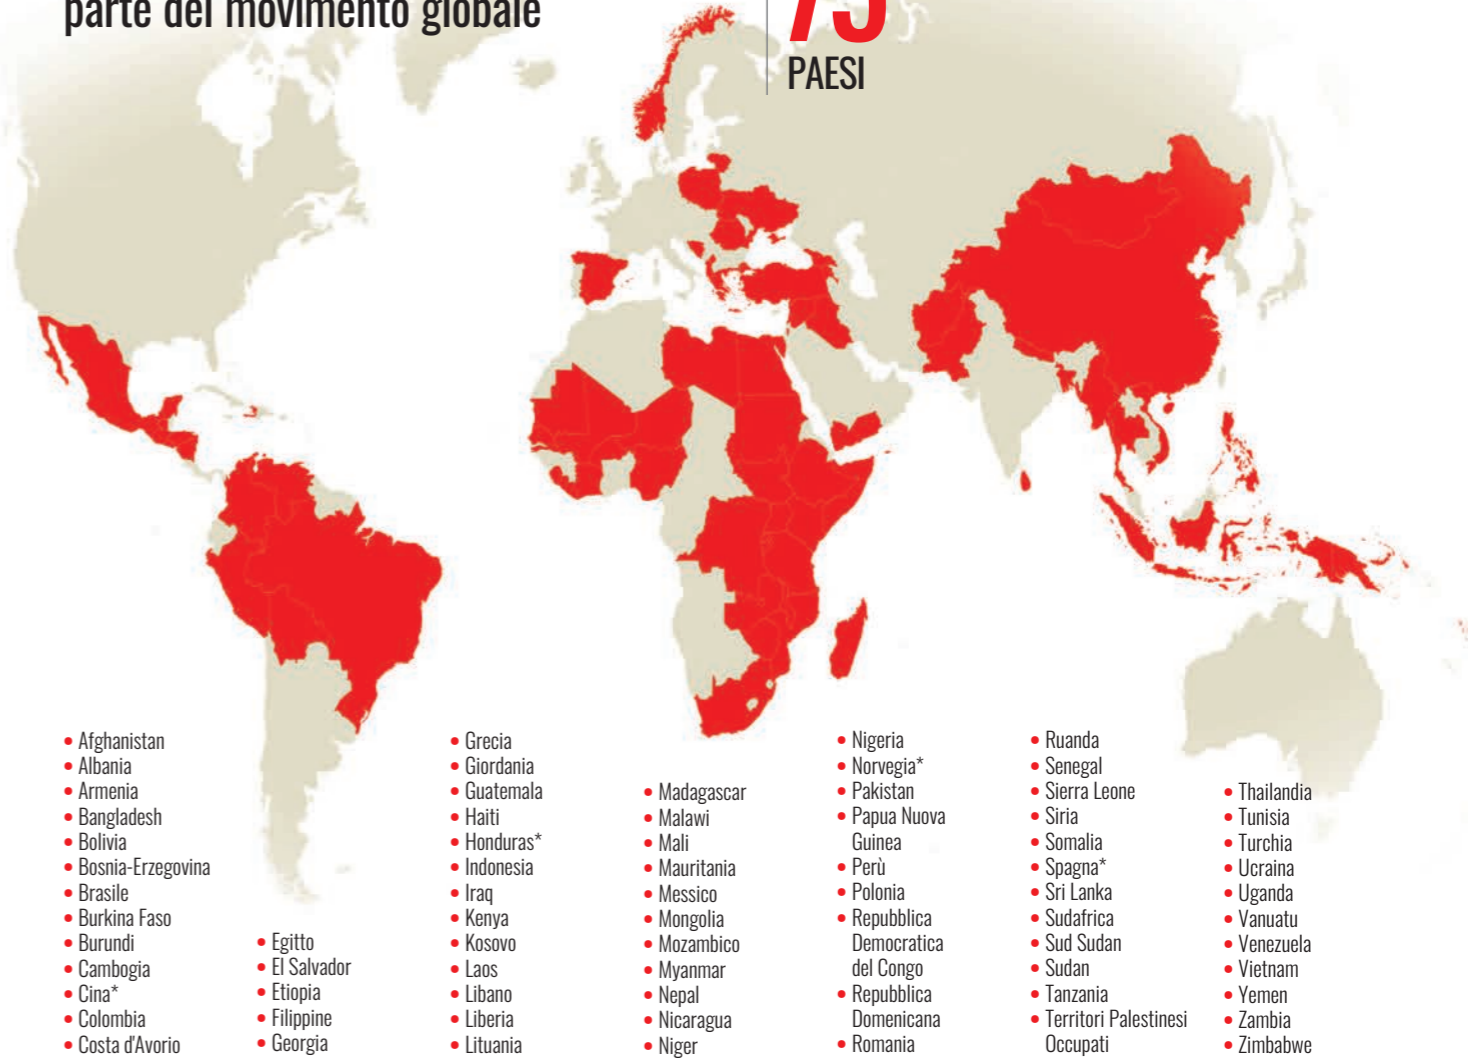 parte del movimento globale
PAESI
Afghanistan
Albania
Armenia
Bangladesh
Bolivia
Bosnia-Erzegovina
Brasile
Burkina Faso
Burundi
Cambogia
Cina*
Colombia
Costa d'Avorio
Egitto
El Salvador
Etiopia
Filippine
Georgia
Grecia
Giordania
Guatemala
Haiti
Honduras*
Indonesia
Iraq
Kenya
Kosovo
Laos
Libano
Liberia
Lituania
Madagascar
Malawi
Mali
Mauritania
Messico
Mongolia
Mozambico
Myanmar
Nepal
Nicaragua
Niger
Nigeria
Norvegia*
Pakistan
Papua Nuova
Guinea
Perù
Polonia
Repubblica
Democratica
del Congo
Repubblica
Domenicana
Romania
Ruanda
Senegal
Sierra Leone
Siria
Somalia
Spagna*
Sri Lanka
Sudafrica
Sud Sudan
Sudan
Tanzania
Territori Palestinesi
Occupati
Thailandia
Tunisia
Turchia
Ucraina
Uganda
Vanuatu
Venezuela
Vietnam
Yemen
Zambia
Zimbabwe